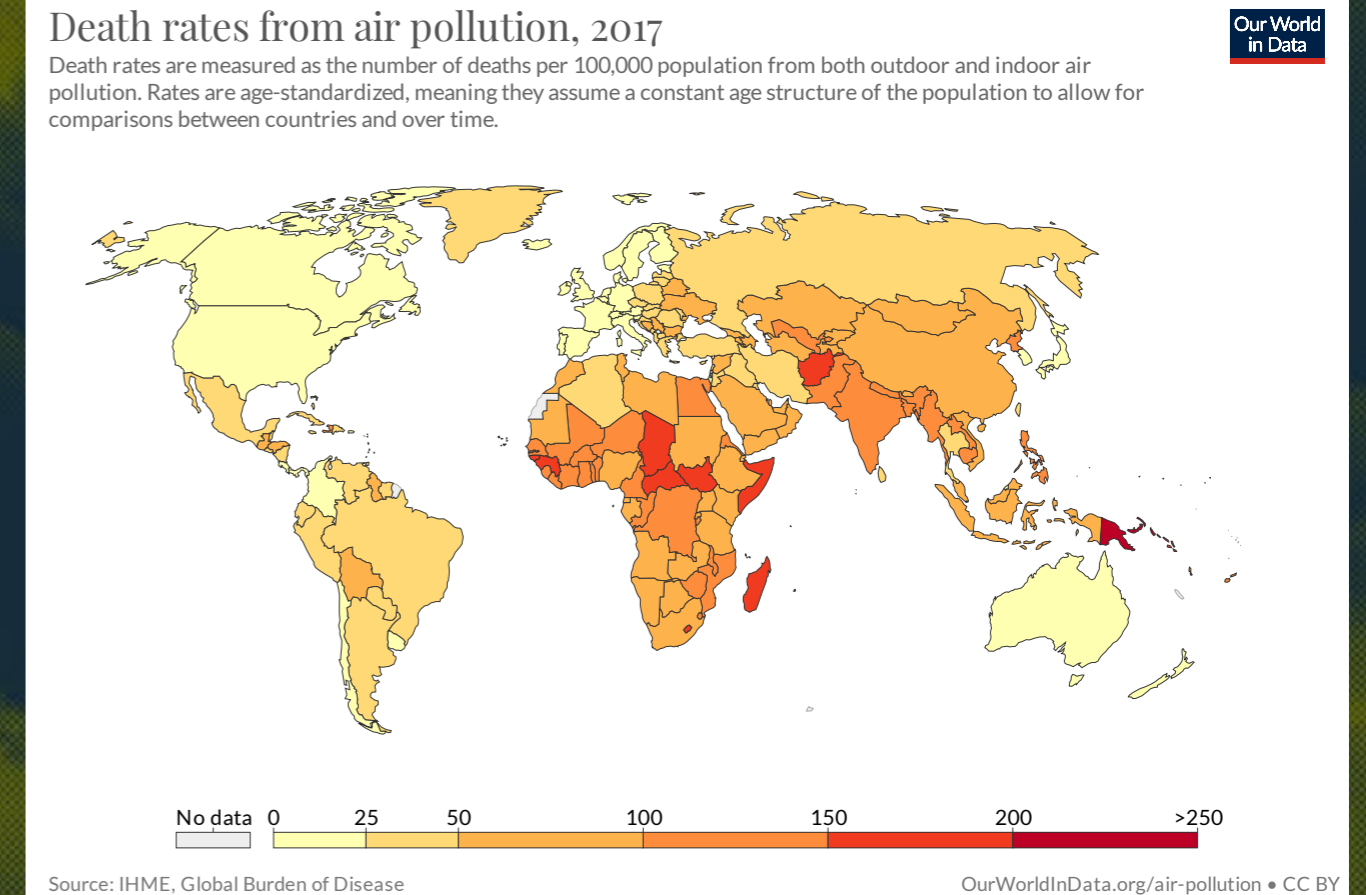 Death rates from air pollution, 2017
Our World
in Data
Death rates are measured as the number of deaths per 100,000 population from both outdoor and indoor air
pollution. Rates are age-standardized, meaning they assume a constant age structure of the population to allow for
comparisons between countries and over time.
No data 0 25 50 100 150 200 >250
Source: IHME, Global Burden of Disease
OurWorldInData.org/air-pollution • CC BY